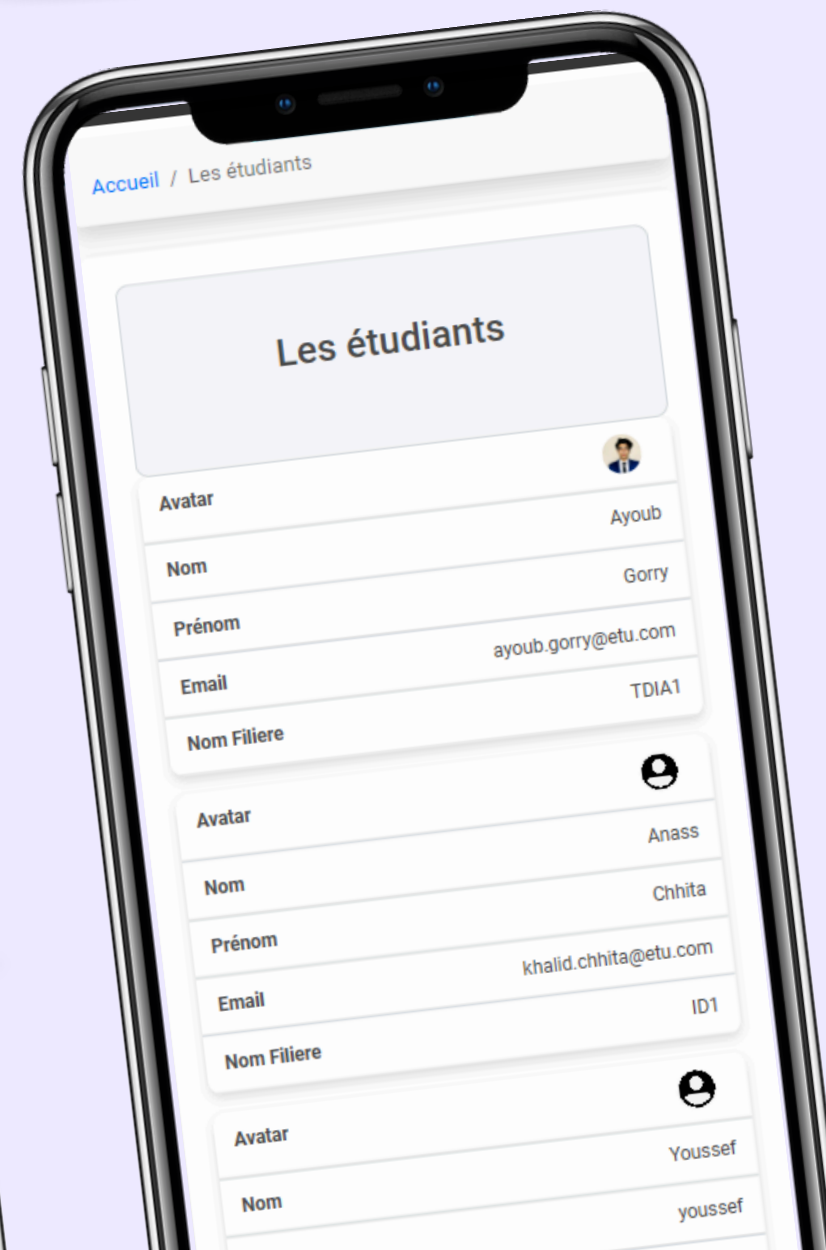 Accueil / Les étudiants
Les étudiants
Avatar
Nom Ayoub
Prénom Gorry
Email ayoub.gorry@etu.com
Nom Filiere TDIA1
Avatar
Nom Anass
Prénom Chhita
Email khalid.chhita@etu.com
Nom Filiere ID1
Avatar
Nom Youssef
youssef